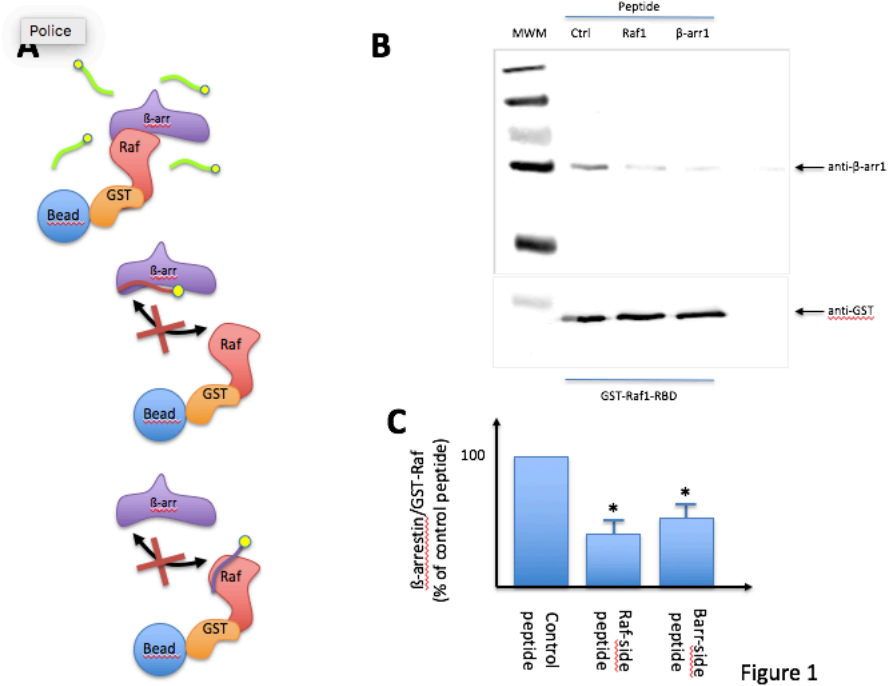 Police
A
ß-arr
Raf
GST
Bead
ß-arr
Raf
GST
Bead
ß-arr
Raf
GST
Bead
B
Peptide
MWM Ctrl Raf1 β-arr1
anti-β-arr1
anti-GST
GST-Raf1-RBD
C
100
ß-arrestin/GST-Raf
(% of control peptide)
* *
Control
peptide
Raf-side
peptide
Barr-side
peptide
Figure 1